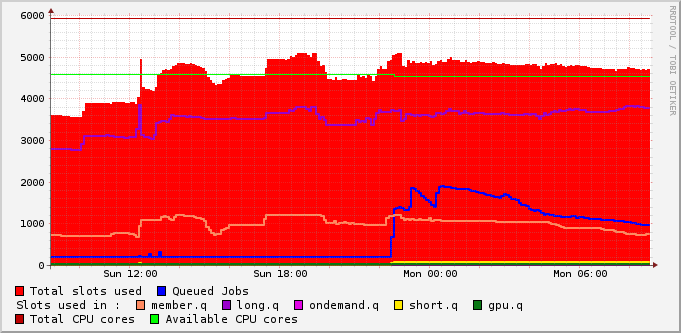 6000
5000
4000
3000
2000
1000
0
Sun 12:00 Sun 18:00 Mon 00:00 Mon 06:00
Total slots used Queued Jobs
Slots used in : member.q long.q ondemand.q short.q gpu.q
Total CPU cores Available CPU cores
RRDTOOL / TOBI OETIKER